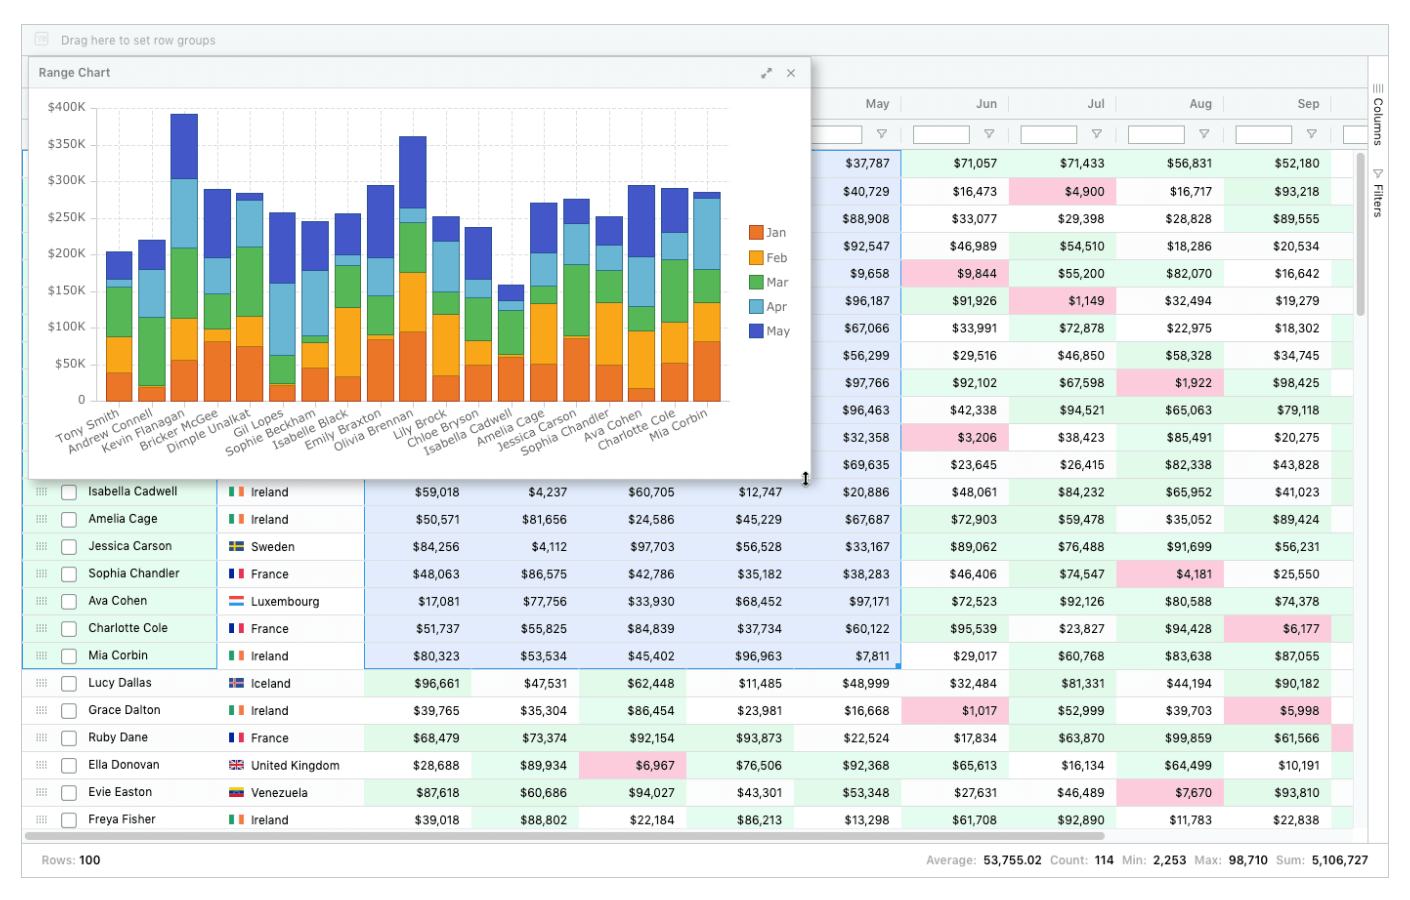 Drag here to set row groups
Range Chart
$400K
$350K
$300K
$250K
$200K
$150K
$100K
$50K
0
Tony Smith
Andrew Connell
Kevin Flanagan
Bricker McGee
Dimple Unalkat
Gil Lopes
Sophie Beckham
Isabelle Black
Emily Braxton
Olivia Brennan
Lily Brock
Chloe Bryson
Isabella Cadwell
Amelia Cage
Jessica Carson
Sophia Chandler
Ava Cohen
Charlotte Cole
Mia Corbin
Jan
Feb
Mar
Apr
May
May Jun Jul Aug Sep
Columns
Filters
$37,787 $71,057 $71,433 $56,831 $52,180
$40,729 $16,473 $4,900 $16,717 $93,218
$88,908 $33,077 $29,398 $28,828 $89,555
$92,547 $46,989 $54,510 $18,286 $20,534
$9,658 $9,844 $55,200 $82,070 $16,642
$96,187 $91,926 $1,149 $32,494 $19,279
$67,066 $33,991 $72,878 $22,975 $18,302
$56,299 $29,516 $46,850 $58,328 $34,745
$97,766 $92,102 $67,598 $1,922 $98,425
$96,463 $42,338 $94,521 $65,063 $79,118
$32,358 $3,206 $38,423 $85,491 $20,275
$69,635 $23,645 $26,415 $82,338 $43,828
Isabella Cadwell Ireland $59,018 $4,237 $60,705 $12,747 $20,886 $48,061 $84,232 $65,952 $41,023
Amelia Cage Ireland $50,571 $81,656 $24,586 $45,229 $67,687 $72,903 $59,478 $35,052 $89,424
Jessica Carson Sweden $84,256 $4,112 $97,703 $56,528 $33,167 $89,062 $76,488 $91,699 $56,231
Sophia Chandler France $48,063 $86,575 $42,786 $35,182 $38,283 $46,406 $74,547 $4,181 $25,550
Ava Cohen Luxembourg $17,081 $77,756 $33,930 $68,452 $97,171 $72,523 $92,126 $80,588 $74,378
Charlotte Cole France $51,737 $55,825 $84,839 $37,734 $60,122 $95,539 $23,827 $94,428 $6,177
Mia Corbin Ireland $80,323 $53,534 $45,402 $96,963 $7,811 $29,017 $60,768 $83,638 $87,055
Lucy Dallas Iceland $96,661 $47,531 $62,448 $11,485 $48,999 $32,484 $81,331 $44,194 $90,182
Grace Dalton Ireland $39,765 $35,304 $86,454 $23,981 $16,668 $1,017 $52,999 $39,703 $5,998
Ruby Dane France $68,479 $73,374 $92,154 $93,873 $22,524 $17,834 $63,870 $99,859 $61,566
Ella Donovan United Kingdom $28,688 $89,934 $6,967 $76,506 $92,368 $65,613 $16,134 $64,499 $10,191
Evie Easton Venezuela $87,618 $60,686 $94,027 $43,301 $53,348 $27,631 $46,489 $7,670 $93,810
Freya Fisher Ireland $39,018 $88,802 $22,184 $86,213 $13,298 $61,708 $92,890 $11,783 $22,838
Rows: 100 Average: 53,755.02 Count: 114 Min: 2,253 Max: 98,710 Sum: 5,106,727